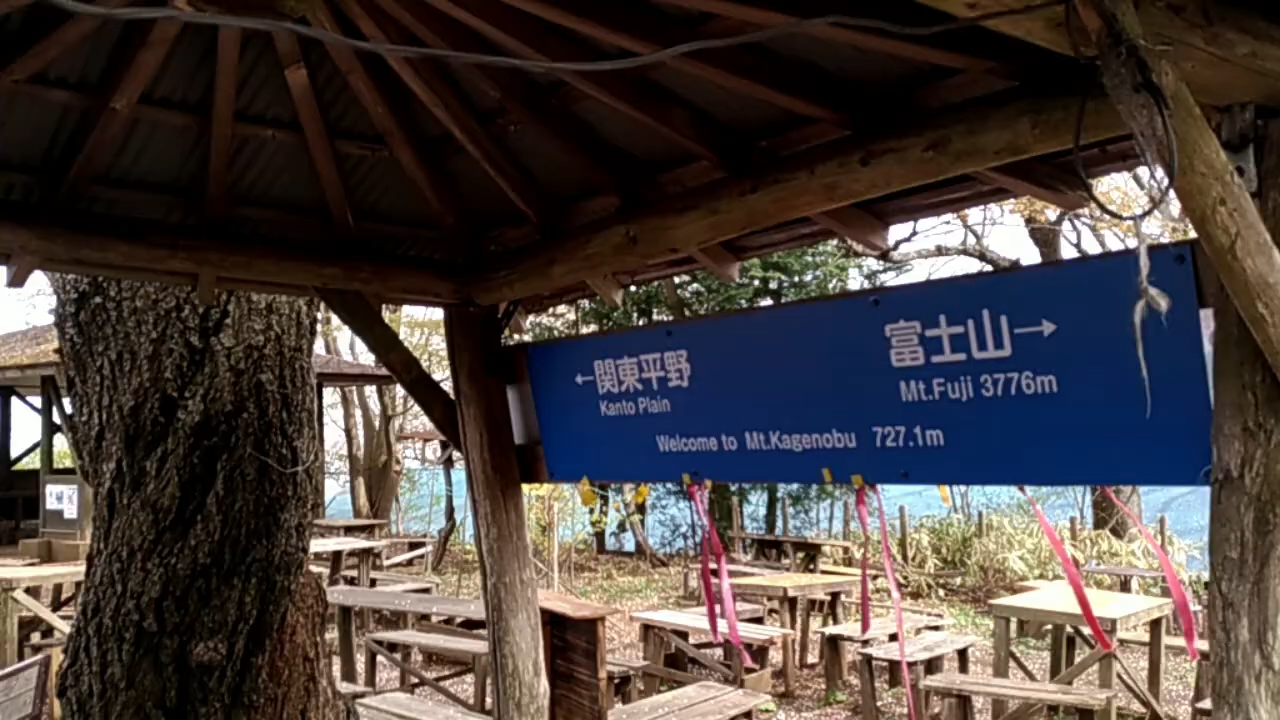 ←関東平野
Kanto Plain
富士山→
Mt.Fuji 3776m
Welcome to Mt.Kagenobu 727.1m